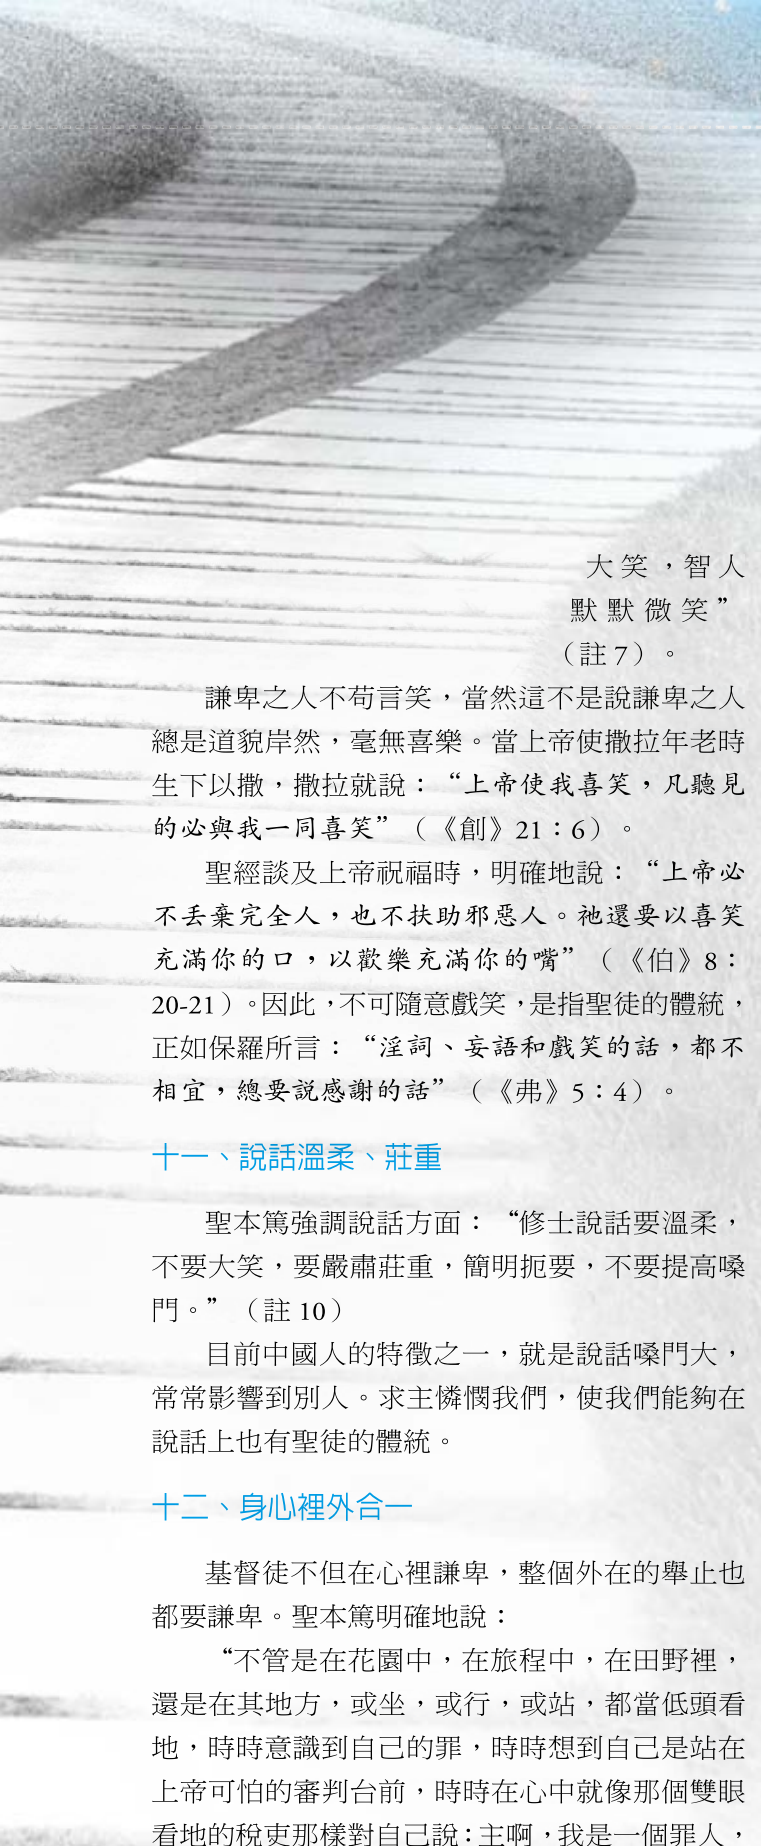 大笑，智人
默默微笑”
（註 7）。
謙卑之人不苟言笑，當然這不是說謙卑之人
總是道貌岸然，毫無喜樂。當上帝使撒拉年老時
生下以撒，撒拉就說：“上帝使我喜笑，凡聽見
的必與我一同喜笑”（《創》21：6）。
聖經談及上帝祝福時，明確地說：“上帝必
不丟棄完全人，也不扶助邪惡人。祂還要以喜笑
充滿你的口，以歡樂充滿你的嘴”（《伯》8：
20-21）。因此，不可隨意戲笑，是指聖徒的體統，
正如保羅所言：“淫詞、妄語和戲笑的話，都不
相宜，總要説感謝的話”（《弗》5：4）。
十一、說話溫柔、莊重
聖本篤強調說話方面：“修士說話要溫柔，
不要大笑，要嚴肅莊重，簡明扼要，不要提高嗓
門。”（註 10）
目前中國人的特徵之一，就是說話嗓門大，
常常影響到別人。求主憐憫我們，使我們能夠在
說話上也有聖徒的體統。
十二、身心裡外合一
基督徒不但在心裡謙卑，整個外在的舉止也
都要謙卑。聖本篤明確地說：
“不管是在花園中，在旅程中，在田野裡，
還是在其地方，或坐，或行，或站，都當低頭看
地，時時意識到自己的罪，時時想到自己是站在
上帝可怕的審判台前，時時在心中就像那個雙眼
看地的稅吏那樣對自己說：主啊，我是一個罪人，